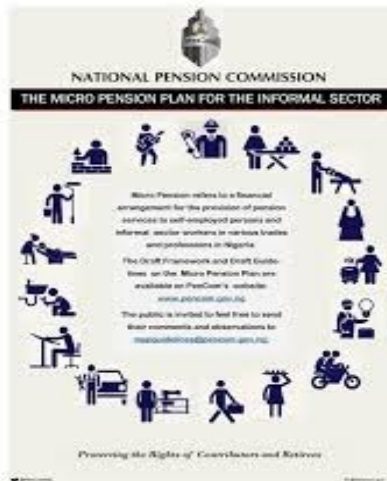 NATIONAL PENSION COMMISSION
THE MICRO PENSION PLAN FOR THE INFORMAL SECTOR
Micro Pension refers to a financial
arrangement for the provision of pension
services to self-employed persons and
informal sector workers in various trades
and professions in Nigeria
The Draft Framework and Draft Guide-
lines on the Micro Pension Plan are
available on PenCom's website
www.pencom.gov.ng
The public is invited to feel free to send
their comments and observations to
Protecting the Rights of Contributors and Retirees